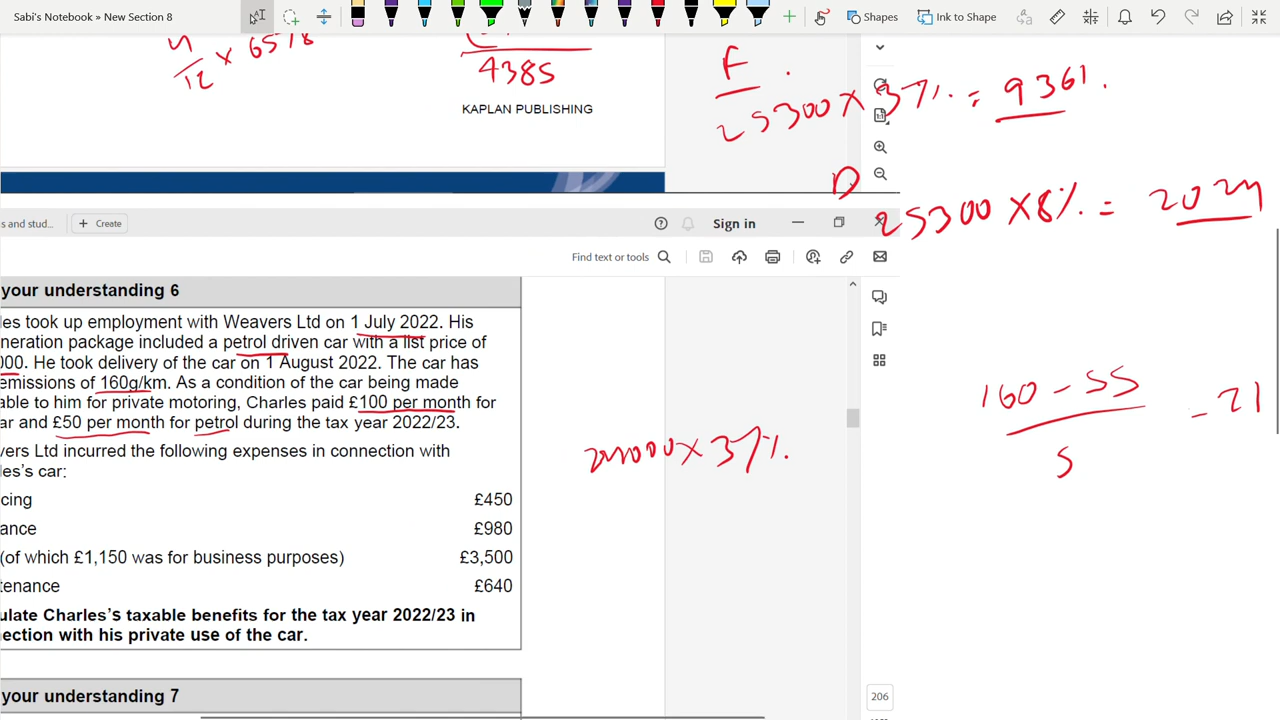 Sabi's Notebook » New Section 8
Shapes
Ink to Shape
4/12 × 6578
4385
KAPLAN PUBLISHING
F
25300 × 37% = 9361
D
25300 × 8% = 2024
s and stud...
+ Create
Sign in
Find text or tools
your understanding 6
les took up employment with Weavers Ltd on 1 July 2022. His
neration package included a petrol driven car with a list price of
000. He took delivery of the car on 1 August 2022. The car has
emissions of 160g/km. As a condition of the car being made
able to him for private motoring, Charles paid £100 per month for
ar and £50 per month for petrol during the tax year 2022/23.
vers Ltd incurred the following expenses in connection with
les's car:
cing £450
ance £980
(of which £1,150 was for business purposes) £3,500
tenance £640
ulate Charles's taxable benefits for the tax year 2022/23 in
nection with his private use of the car.
your understanding 7
× 37%
160 - 55
5
= 21
206